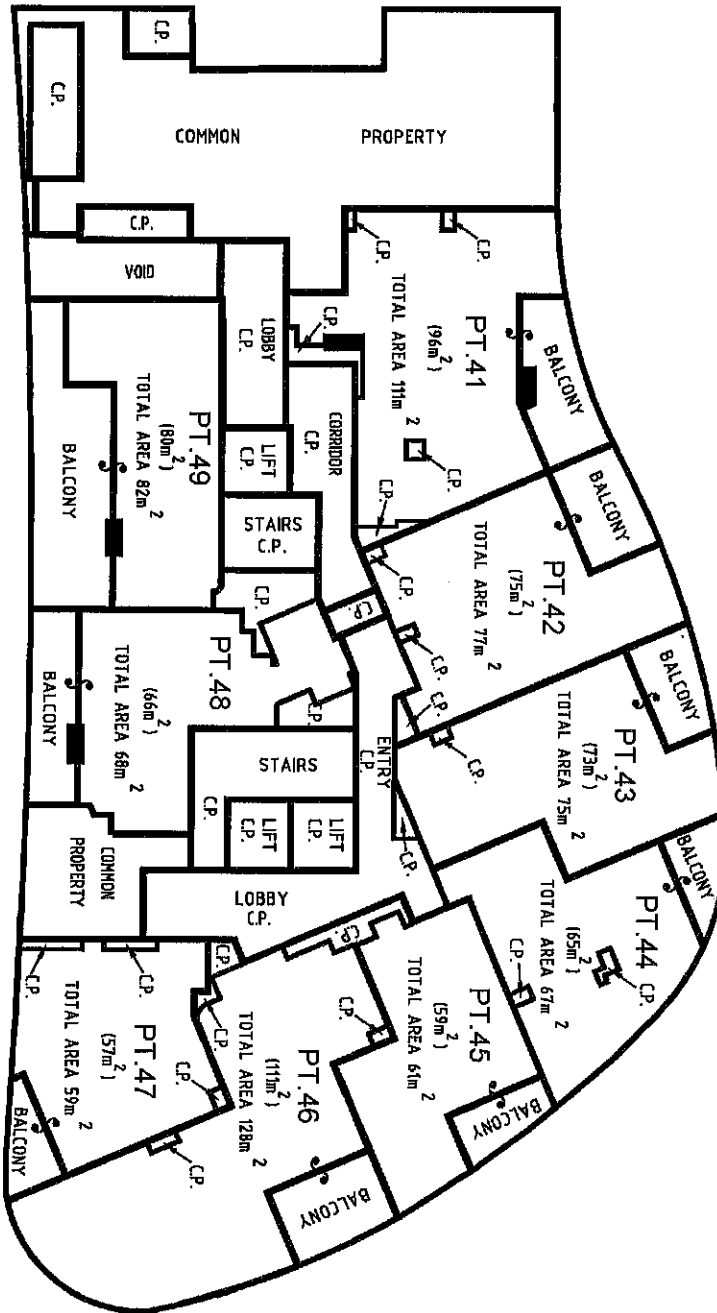 C.P.
C.P.
COMMON PROPERTY
C.P.
C.P.
C.P.
VOID
LOBBY
C.P.
C.P.
PT.41
(96m²)
TOTAL AREA 111m²
BALCONY
C.P.
CORRIDOR
C.P.
PT.49
(80m²)
TOTAL AREA 82m²
BALCONY
LIFT
C.P.
STAIRS
C.P.
C.P.
C.P.
BALCONY
PT.42
(75m²)
TOTAL AREA 77m²
C.P.
C.P.
C.P.
C.P.
PT.48
(66m²)
TOTAL AREA 68m²
BALCONY
C.P.
ENTRY
C.P.
C.P.
BALCONY
PT.43
(73m²)
TOTAL AREA 75m²
STAIRS
C.P.
LIFT
C.P.
LIFT
C.P.
C.P.
BALCONY
PT.44
(65m²)
TOTAL AREA 67m²
C.P.
C.P.
COMMON
PROPERTY
LOBBY
C.P.
C.P.
C.P.
PT.45
(59m²)
TOTAL AREA 61m²
BALCONY
C.P.
C.P.
C.P.
C.P.
PT.47
(57m²)
TOTAL AREA 59m²
BALCONY
C.P.
C.P.
PT.46
(111m²)
TOTAL AREA 128m²
BALCONY